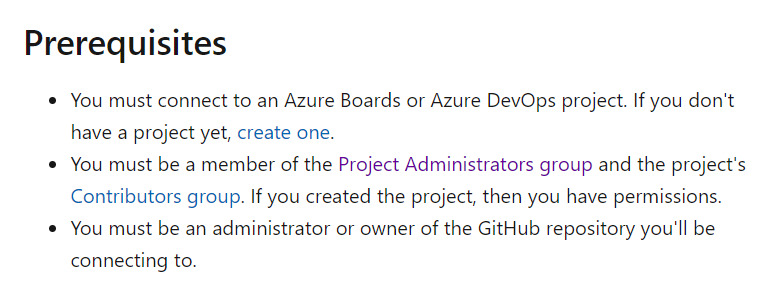 Prerequisites
You must connect to an Azure Boards or Azure DevOps project. If you don't
have a project yet, create one.
You must be a member of the Project Administrators group and the project's
Contributors group. If you created the project, then you have permissions.
You must be an administrator or owner of the GitHub repository you'll be
connecting to.